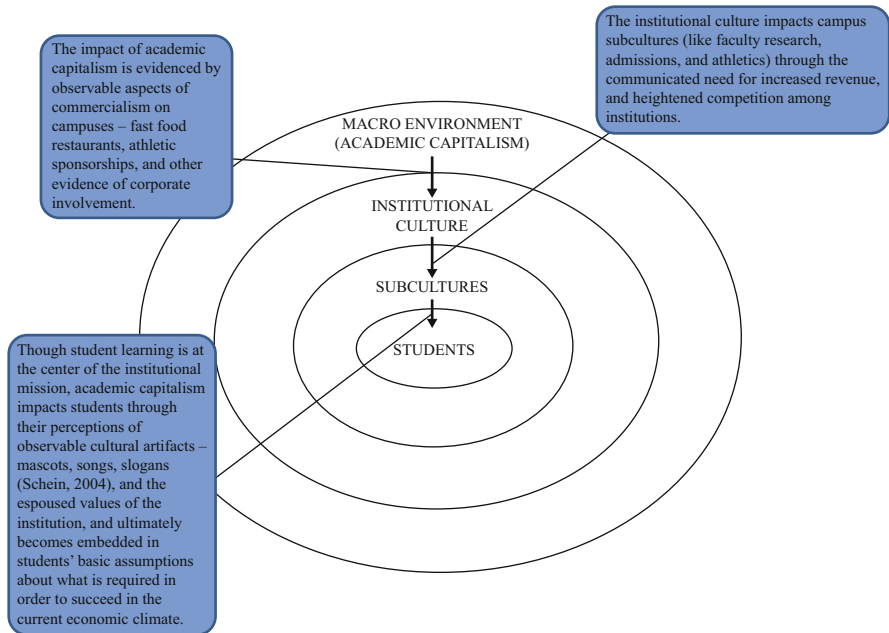 The impact of academic
capitalism is evidenced by
observable aspects of
commercialism on
campuses – fast food
restaurants, athletic
sponsorships, and other
evidence of corporate
involvement.
The institutional culture impacts campus
subcultures (like faculty research,
admissions, and athletics) through the
communicated need for increased revenue,
and heightened competition among
institutions.
MACRO ENVIRONMENT
(ACADEMIC CAPITALISM)
INSTITUTIONAL
CULTURE
SUBCULTURES
STUDENTS
Though student learning is at
the center of the institutional
mission, academic capitalism
impacts students through
their perceptions of
observable cultural artifacts –
mascots, songs, slogans
(Schein, 2004), and the
espoused values of the
institution, and ultimately
becomes embedded in
students’ basic assumptions
about what is required in
order to succeed in the
current economic climate.